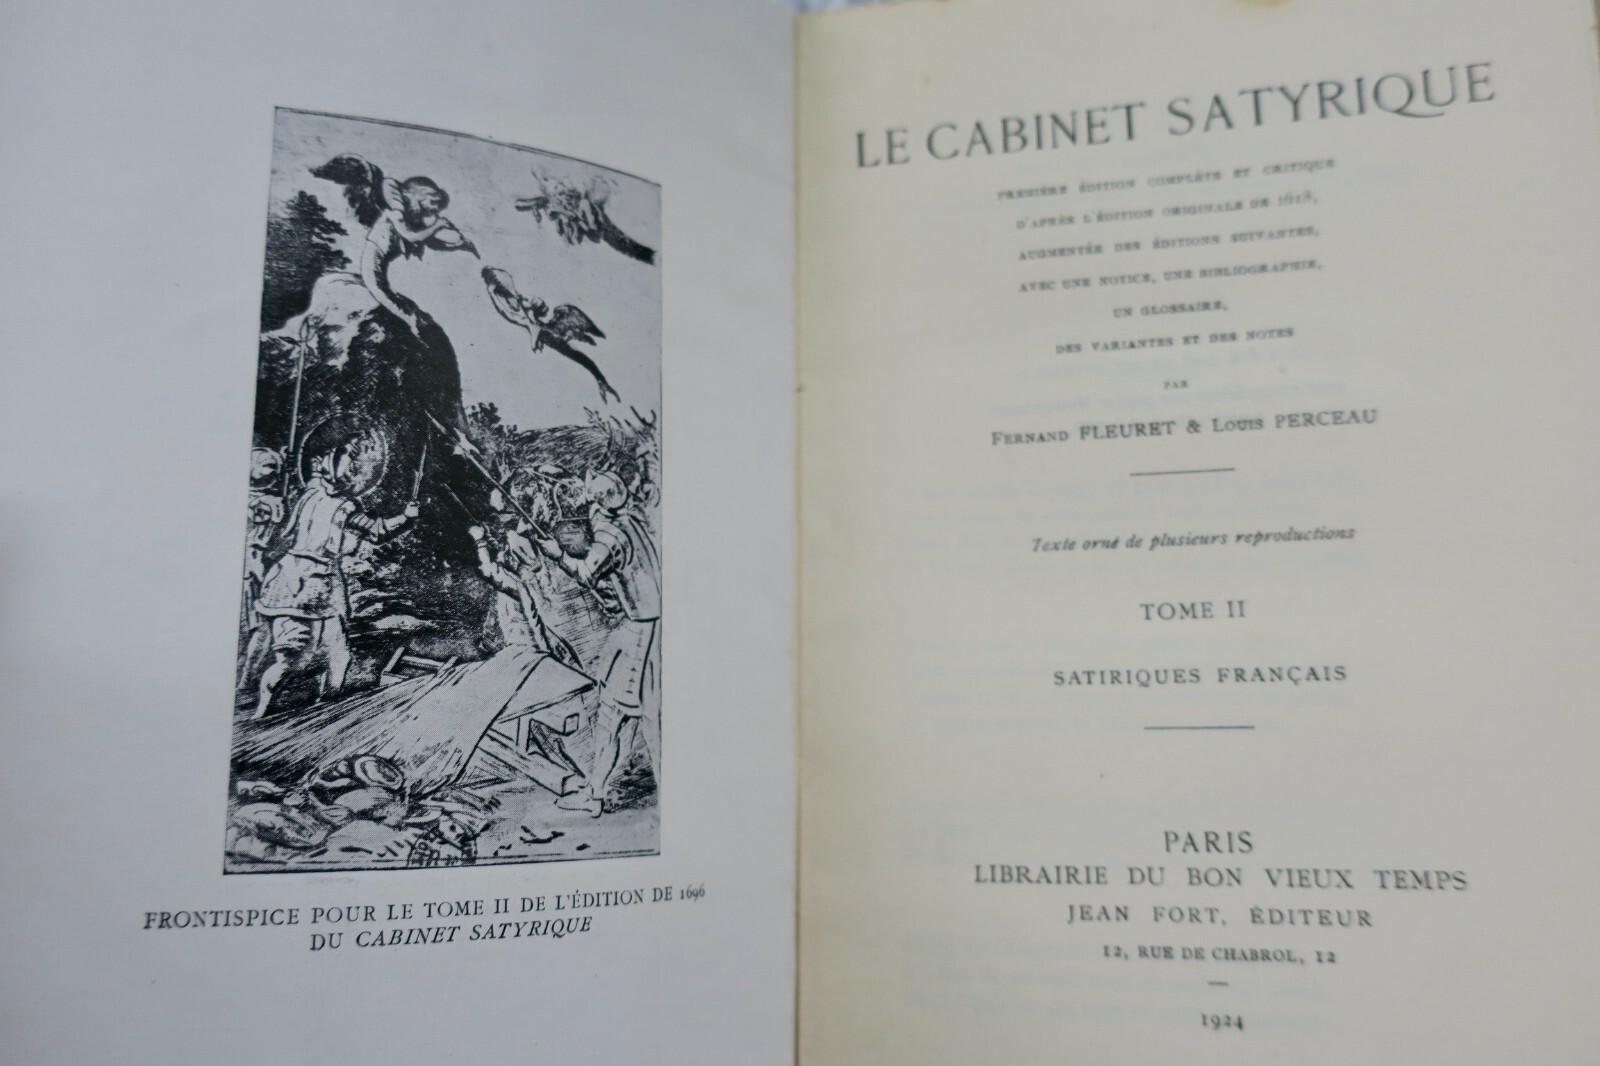 FRONTISPICE POUR LE TOME II DE L'ÉDITION DE 1696
DU CABINET SATYRIQUE
LE CABINET SATYRIQUE
PREMIÈRE ÉDITION COMPLÈTE ET CRITIQUE
D'APRÈS L'ÉDITION ORIGINALE DE 1618,
AUGMENTÉE DES ÉDITIONS SUIVANTES,
AVEC UNE NOTICE, UNE BIBLIOGRAPHIE,
UN GLOSSAIRE,
DES VARIANTES ET DES NOTES
PAR
FERNAND FLEURET & LOUIS PERCEAU
Texte orné de plusieurs reproductions
TOME II
SATIRIQUES FRANÇAIS
PARIS
LIBRAIRIE DU BON VIEUX TEMPS
JEAN FORT, ÉDITEUR
12, RUE DE CHABROL, 12
1924